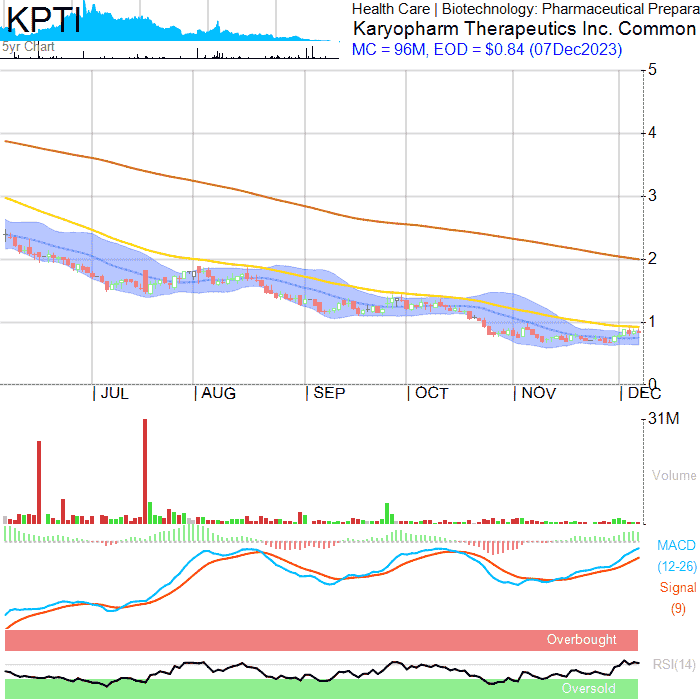 KPTI
5yr Chart
Health Care | Biotechnology: Pharmaceutical Prepara
Karyopharm Therapeutics Inc. Common
MC = 96M, EOD = $0.84 (07Dec2023)
5
4
3
2
1
0
| JUL | AUG | SEP | OCT | NOV | DEC
31M
Volume
MACD
(12-26)
Signal
(9)
Overbought
RSI(14)
Oversold